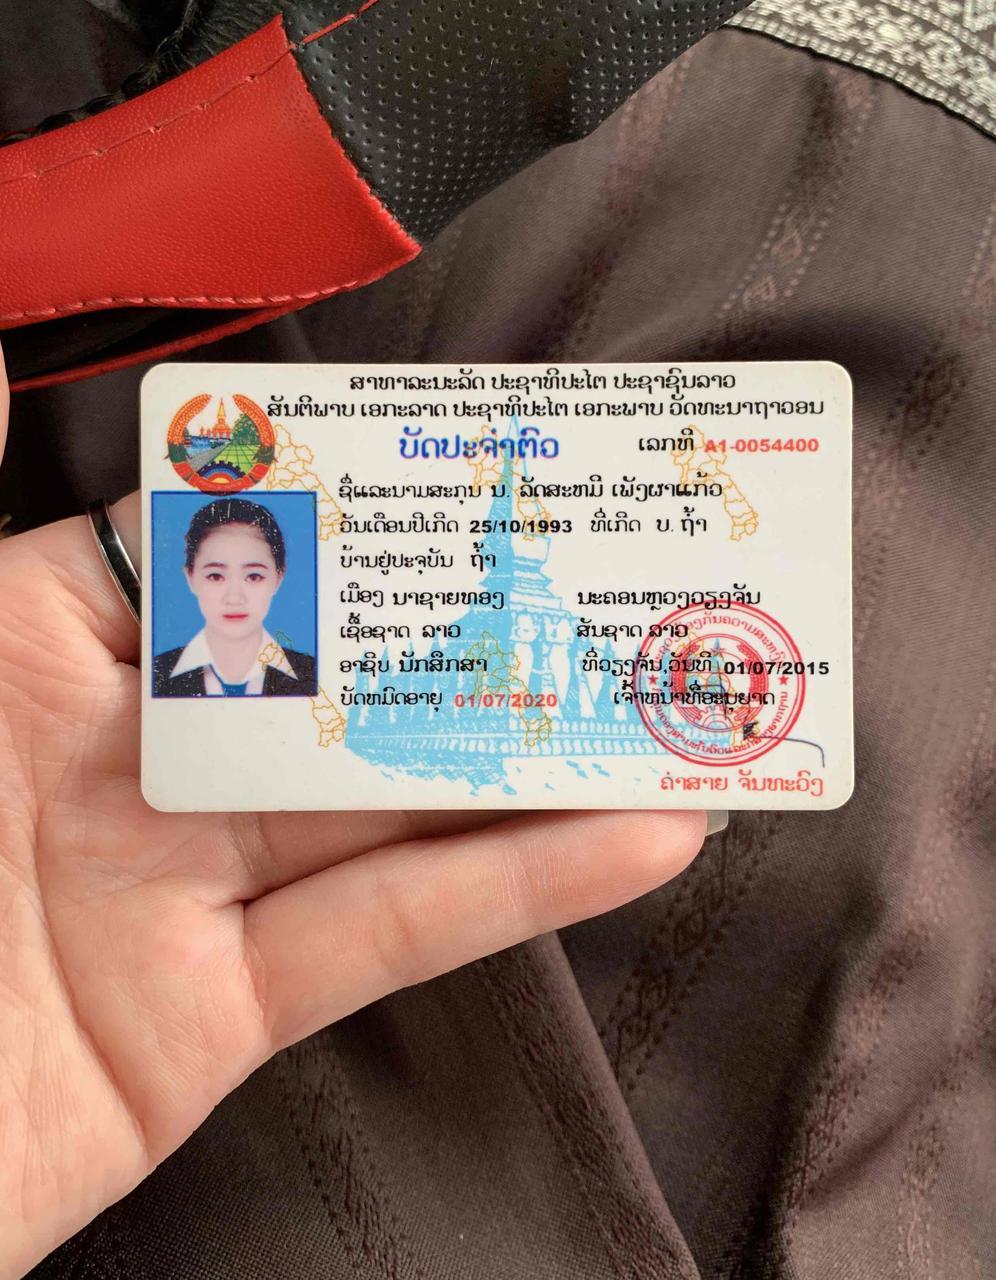 ສາທາລະນະລັດ ປະຊາທິປະໄຕ ປະຊາຊົນລາວ
ສັນຕິພາບ ເອກະລາດ ປະຊາທິປະໄຕ ເອກະພາບ ວັດທະນາຖາວອນ
ບັດປະຈຳຕົວ ເລກທີ A1-0054400
ຊື່ແລະນາມສະກຸນ ນ. ລັດສະໝີ ເພັງຜາແກ້ວ
ວັນເດືອນປີເກີດ 25/10/1993 ທີ່ເກີດ ບ. ຖ້ຳ
ບ້ານຢູ່ປະຈຸບັນ ຖ້ຳ
ເມືອງ ນາຊາຍທອງ ນະຄອນຫຼວງວຽງຈັນ
ເຊື້ອຊາດ ລາວ ສັນຊາດ ລາວ
ອາຊີບ ນັກສຶກສາ ທີ່ວຽງຈັນ,ວັນທີ 01/07/2015
ບັດຫມົດອາຍຸ 01/07/2020 ເຈົ້າຫນ້າທີ່ອະນຸຍາດ
ຄຳສາຍ ຈັນທະວົງ